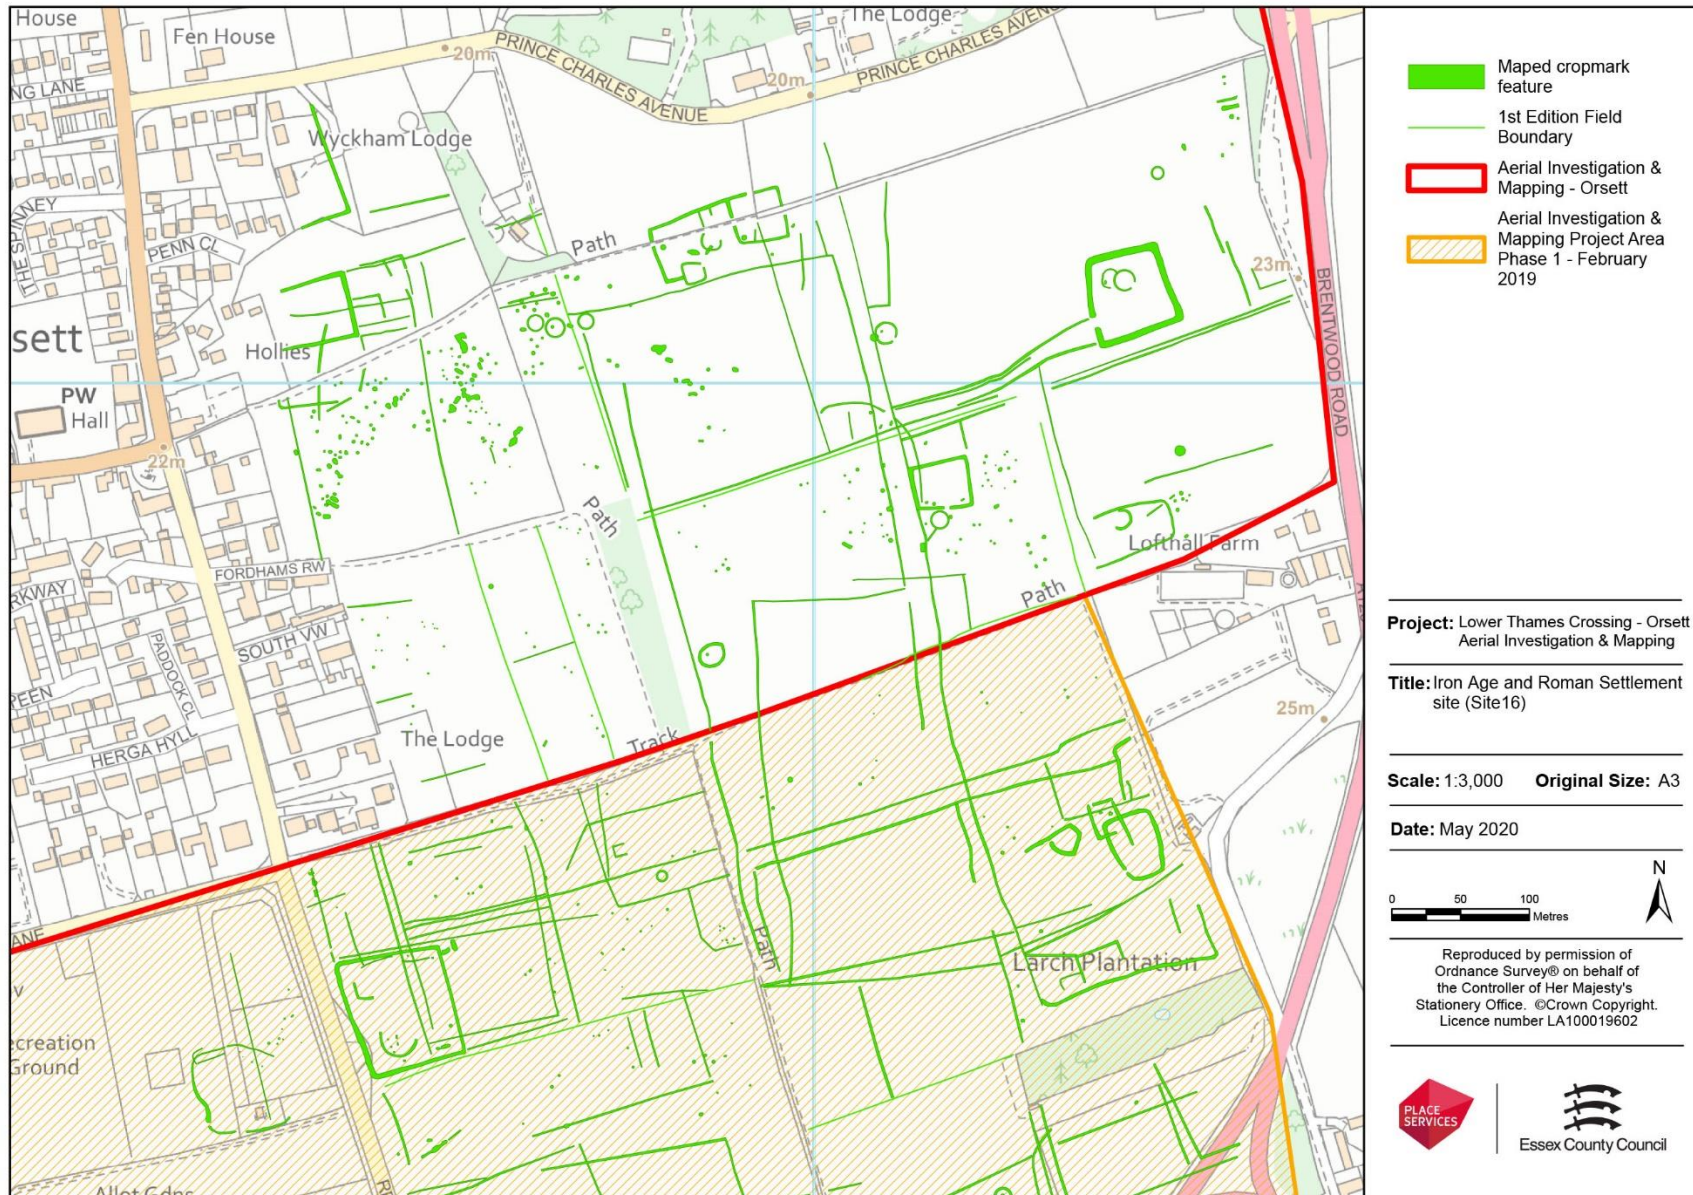 House
Fen House
The Lodge
20m
PRINCE CHARLES AVENUE
20m
PRINCE CHARLES AVENUE
NG LANE
Wyckham Lodge
THE SPINNEY
PENN CL
Path
23m
BRENTWOOD ROAD
sett
Hollies
PW
Hall
22m
Path
Lofthall Farm
FORDHAMS RW
RKWAY
Path
SOUTH VW
PADDOCK CL
PEEN
HERGA HYLL
The Lodge
Track
25m
ANE
Path
Larch Plantation
ecreation
Ground
Allot Gdns
Maped cropmark
feature
1st Edition Field
Boundary
Aerial Investigation &
Mapping - Orsett
Aerial Investigation &
Mapping Project Area
Phase 1 - February
2019
Project: Lower Thames Crossing - Orsett
Aerial Investigation & Mapping
Title: Iron Age and Roman Settlement
site (Site16)
Scale: 1:3,000 Original Size: A3
Date: May 2020
N
0 50 100
Metres
Reproduced by permission of
Ordnance Survey® on behalf of
the Controller of Her Majesty's
Stationery Office. ©Crown Copyright.
Licence number LA100019602
PLACE
SERVICES
Essex County Council